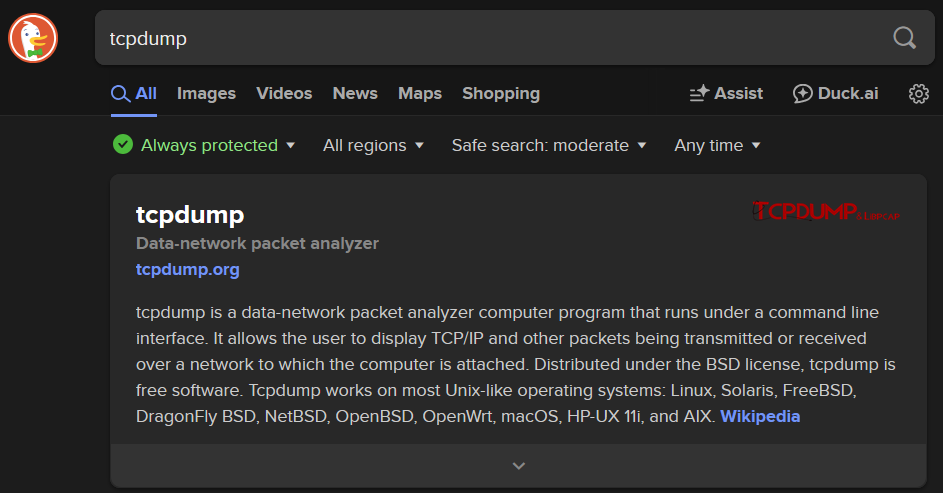 tcpdump
All Images Videos News Maps Shopping Assist Duck.ai
Always protected All regions Safe search: moderate Any time
tcpdump
TCPDUMP & LIBPCAP
Data-network packet analyzer
tcpdump.org
tcpdump is a data-network packet analyzer computer program that runs under a command line
interface. It allows the user to display TCP/IP and other packets being transmitted or received
over a network to which the computer is attached. Distributed under the BSD license, tcpdump is
free software. Tcpdump works on most Unix-like operating systems: Linux, Solaris, FreeBSD,
DragonFly BSD, NetBSD, OpenBSD, OpenWrt, macOS, HP-UX 11i, and AIX. Wikipedia